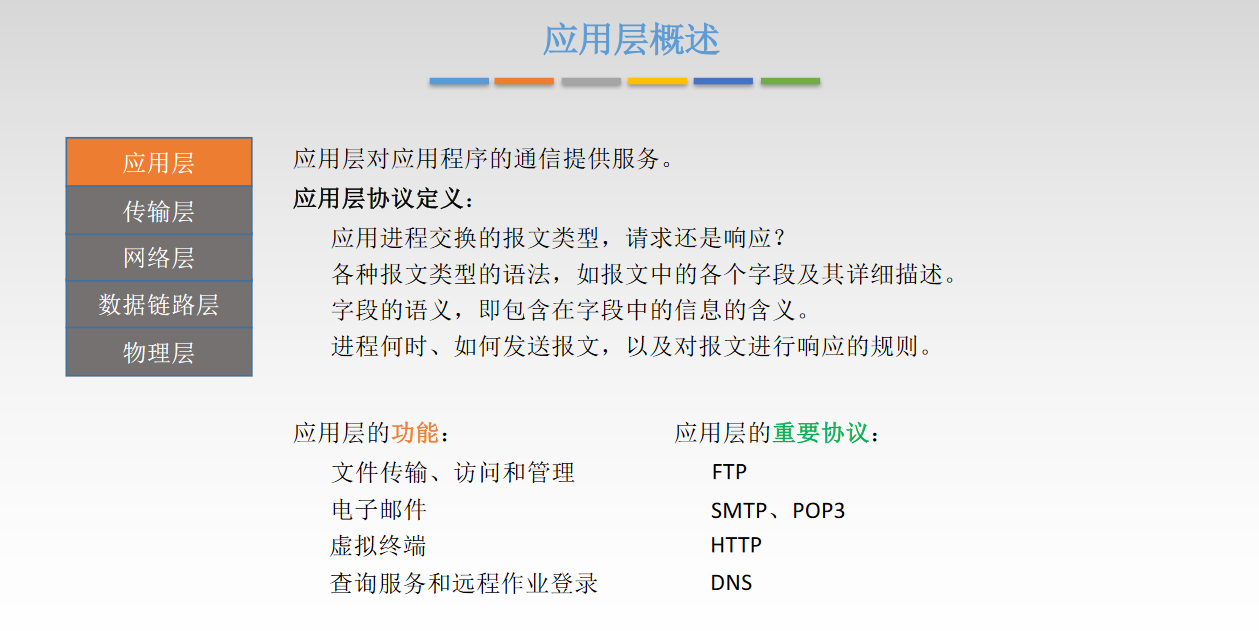 应用层概述
应用层
传输层
网络层
数据链路层
物理层
应用层对应用程序的通信提供服务。
应用层协议定义：
应用进程交换的报文类型，请求还是响应？
各种报文类型的语法，如报文中的各个字段及其详细描述。
字段的语义，即包含在字段中的信息的含义。
进程何时、如何发送报文，以及对报文进行响应的规则。
应用层的功能：
文件传输、访问和管理
电子邮件
虚拟终端
查询服务和远程作业登录
应用层的重要协议：
FTP
SMTP、POP3
HTTP
DNS